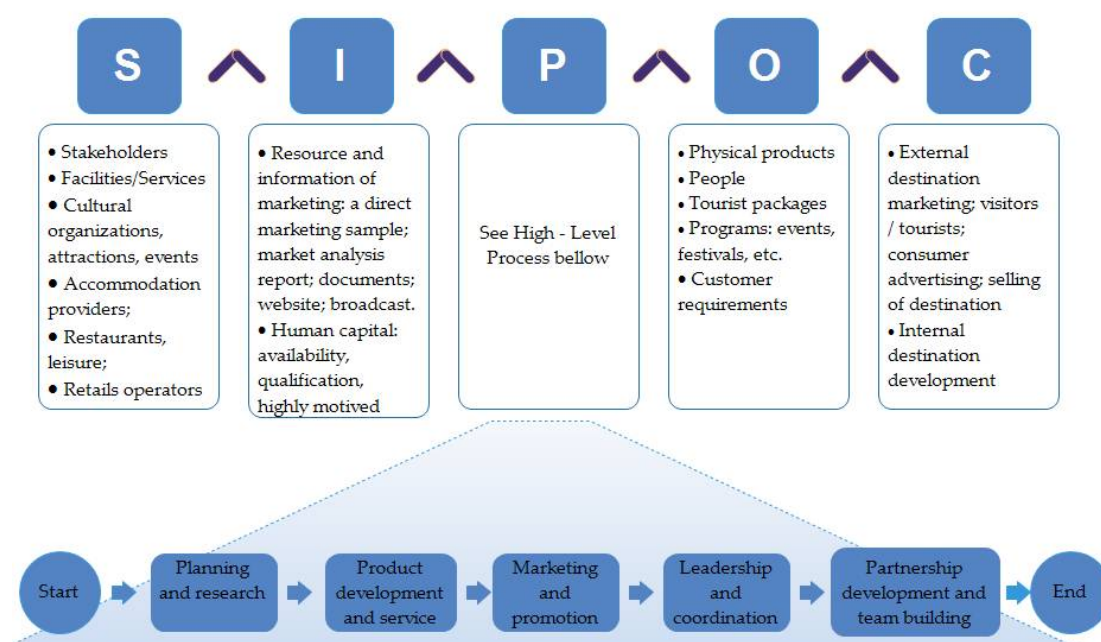 S
I
P
O
C
• Stakeholders
• Facilities/Services
• Cultural
organizations,
attractions, events
• Accommodation
providers;
• Restaurants,
leisure;
• Retails operators
• Resource and
information of
marketing: a direct
marketing sample;
market analysis
report; documents;
website; broadcast.
• Human capital:
availability,
qualification,
highly motived
See High - Level
Process bellow
• Physical products
• People
• Tourist packages
• Programs: events,
festivals, etc.
• Customer
requirements
• External
destination
marketing; visitors
/ tourists;
consumer
advertising; selling
of destination
• Internal
destination
development
Start
Planning
and research
Product
development
and service
Marketing
and
promotion
Leadership
and
coordination
Partnership
development and
team building
End